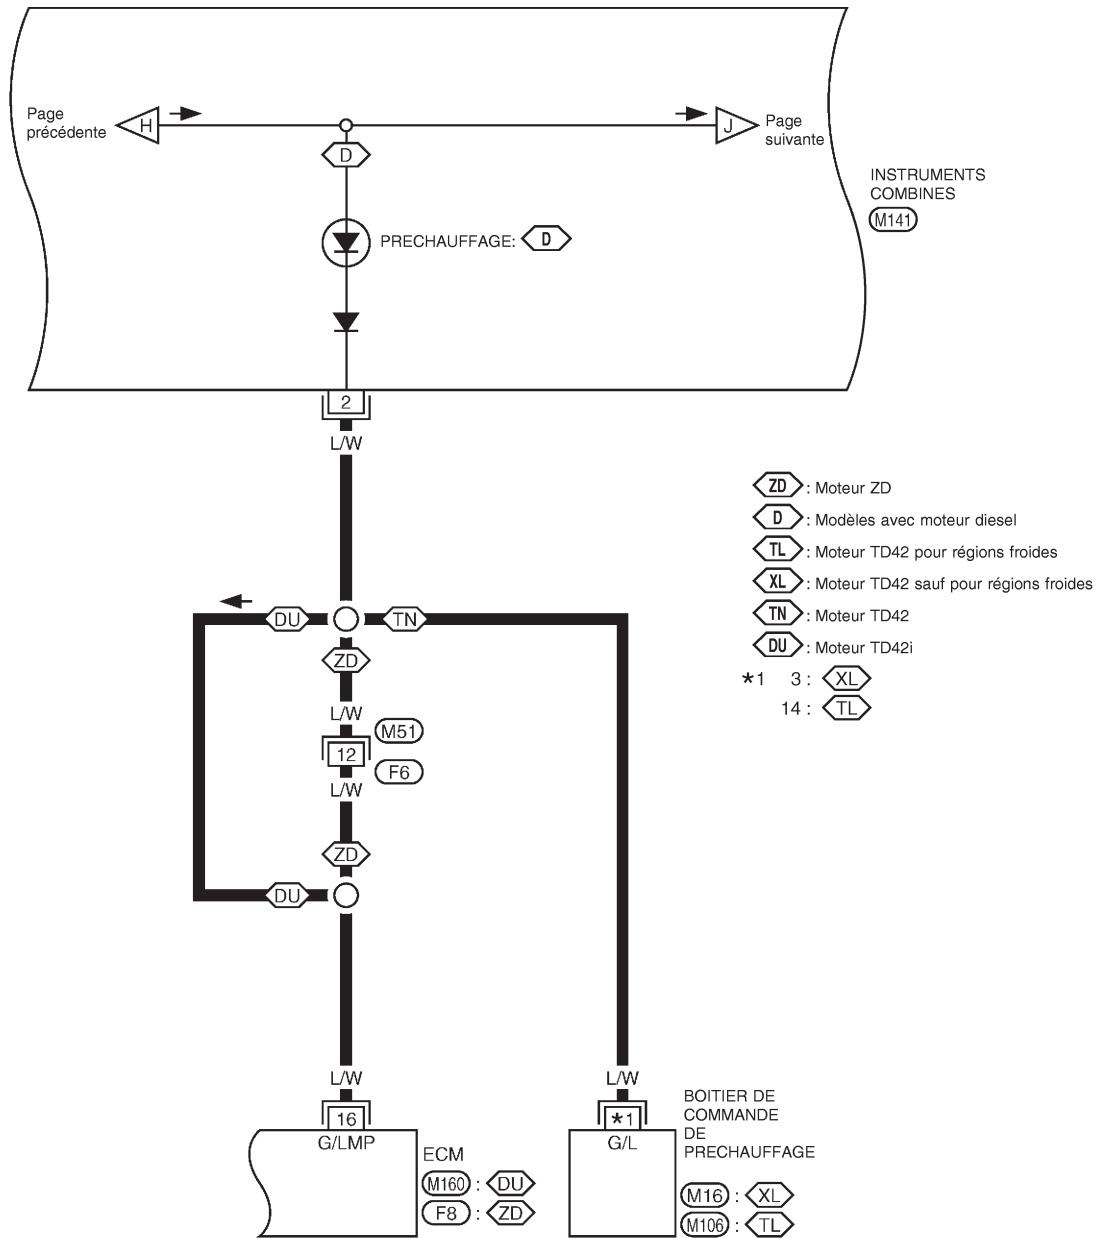 Page
précédente
H
J
Page
suivante
D
INSTRUMENTS
COMBINES
M141
PRECHAUFFAGE: D
2
L/W
ZD : Moteur ZD
D : Modèles avec moteur diesel
TL : Moteur TD42 pour régions froides
XL : Moteur TD42 sauf pour régions froides
TN : Moteur TD42
DU : Moteur TD42i
*1 3 : XL
14 : TL
DU
TN
ZD
L/W
M51
12
F6
L/W
ZD
DU
L/W
L/W
16
G/LMP
ECM
M160 : DU
F8 : ZD
*1
G/L
BOITIER DE
COMMANDE
DE
PRECHAUFFAGE
M16 : XL
M106 : TL